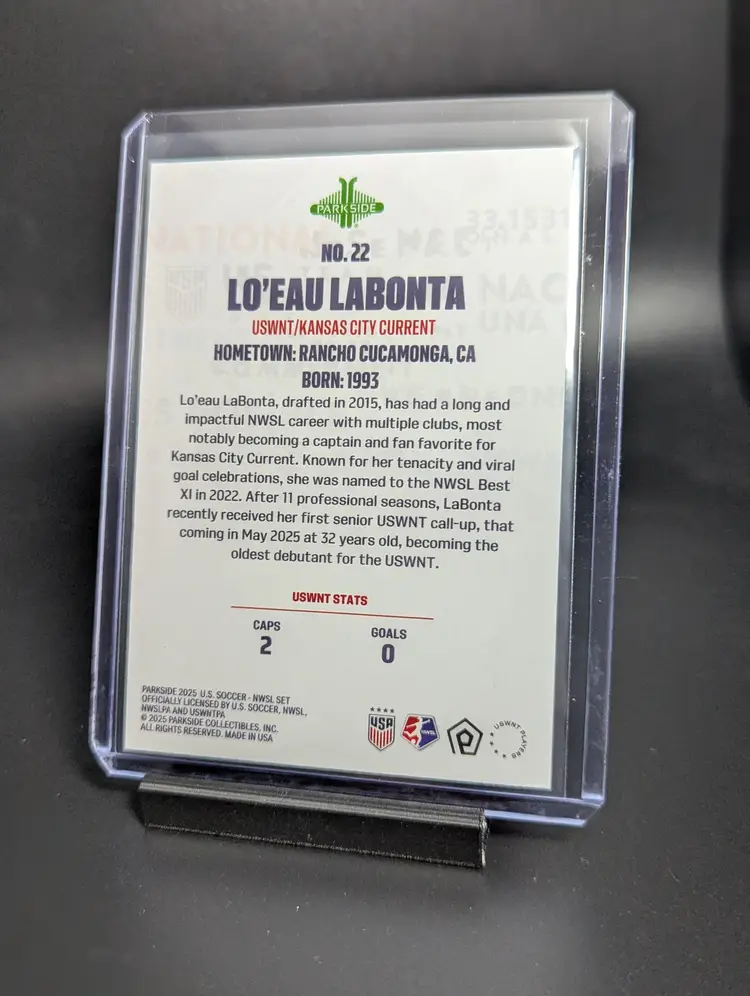 PARKSIDE
NO. 22
LO'EAU LABONTA
USWNT/KANSAS CITY CURRENT
HOMETOWN: RANCHO CUCAMONGA, CA
BORN: 1993
Lo'eau LaBonta, drafted in 2015, has had a long and
impactful NWSL career with multiple clubs, most
notably becoming a captain and fan favorite for
Kansas City Current. Known for her tenacity and viral
goal celebrations, she was named to the NWSL Best
XI in 2022. After 11 professional seasons, LaBonta
recently received her first senior USWNT call-up, that
coming in May 2025 at 32 years old, becoming the
oldest debutant for the USWNT.
USWNT STATS
CAPS GOALS
2 0
PARKSIDE 2025 U.S. SOCCER - NWSL SET
OFFICIALLY LICENSED BY U.S. SOCCER, NWSL,
NWSLPA AND USWNTPA
© 2025 PARKSIDE COLLECTIBLES, INC.
ALL RIGHTS RESERVED. MADE IN USA
USA
NWSL
USWNT PLAYERS